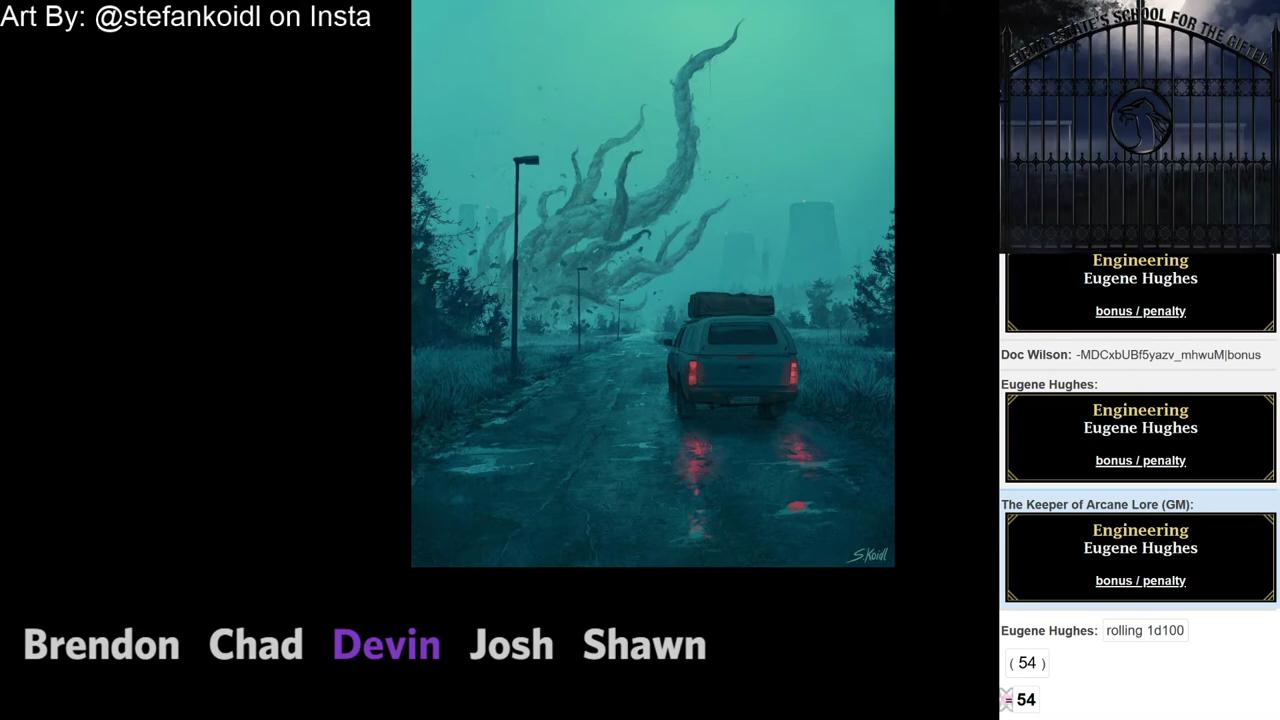 Art By: @stefankoidl on Insta
S.Koidl
Brendon Chad Devin Josh Shawn
ESTATE'S SCHOOL FOR THE GIFTED
Engineering
Eugene Hughes
bonus / penalty
Doc Wilson: -MDCxbUBf5yazv_mhwuM|bonus
Eugene Hughes:
Engineering
Eugene Hughes
bonus / penalty
The Keeper of Arcane Lore (GM):
Engineering
Eugene Hughes
bonus / penalty
Eugene Hughes: rolling 1d100
( 54 )
= 54